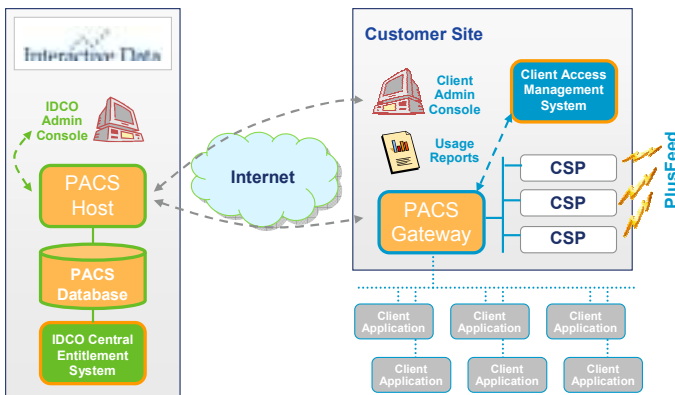 Interactive Data
IDCO
Admin
Console
PACS
Host
PACS
Database
IDCO Central
Entitlement
System
Internet
Customer Site
Client
Admin
Console
Usage
Reports
Client Access
Management
System
PACS
Gateway
CSP
CSP
CSP
PlusFeed
Client
Application
Client
Application
Client
Application
Client
Application
Client
Application
Client
Application